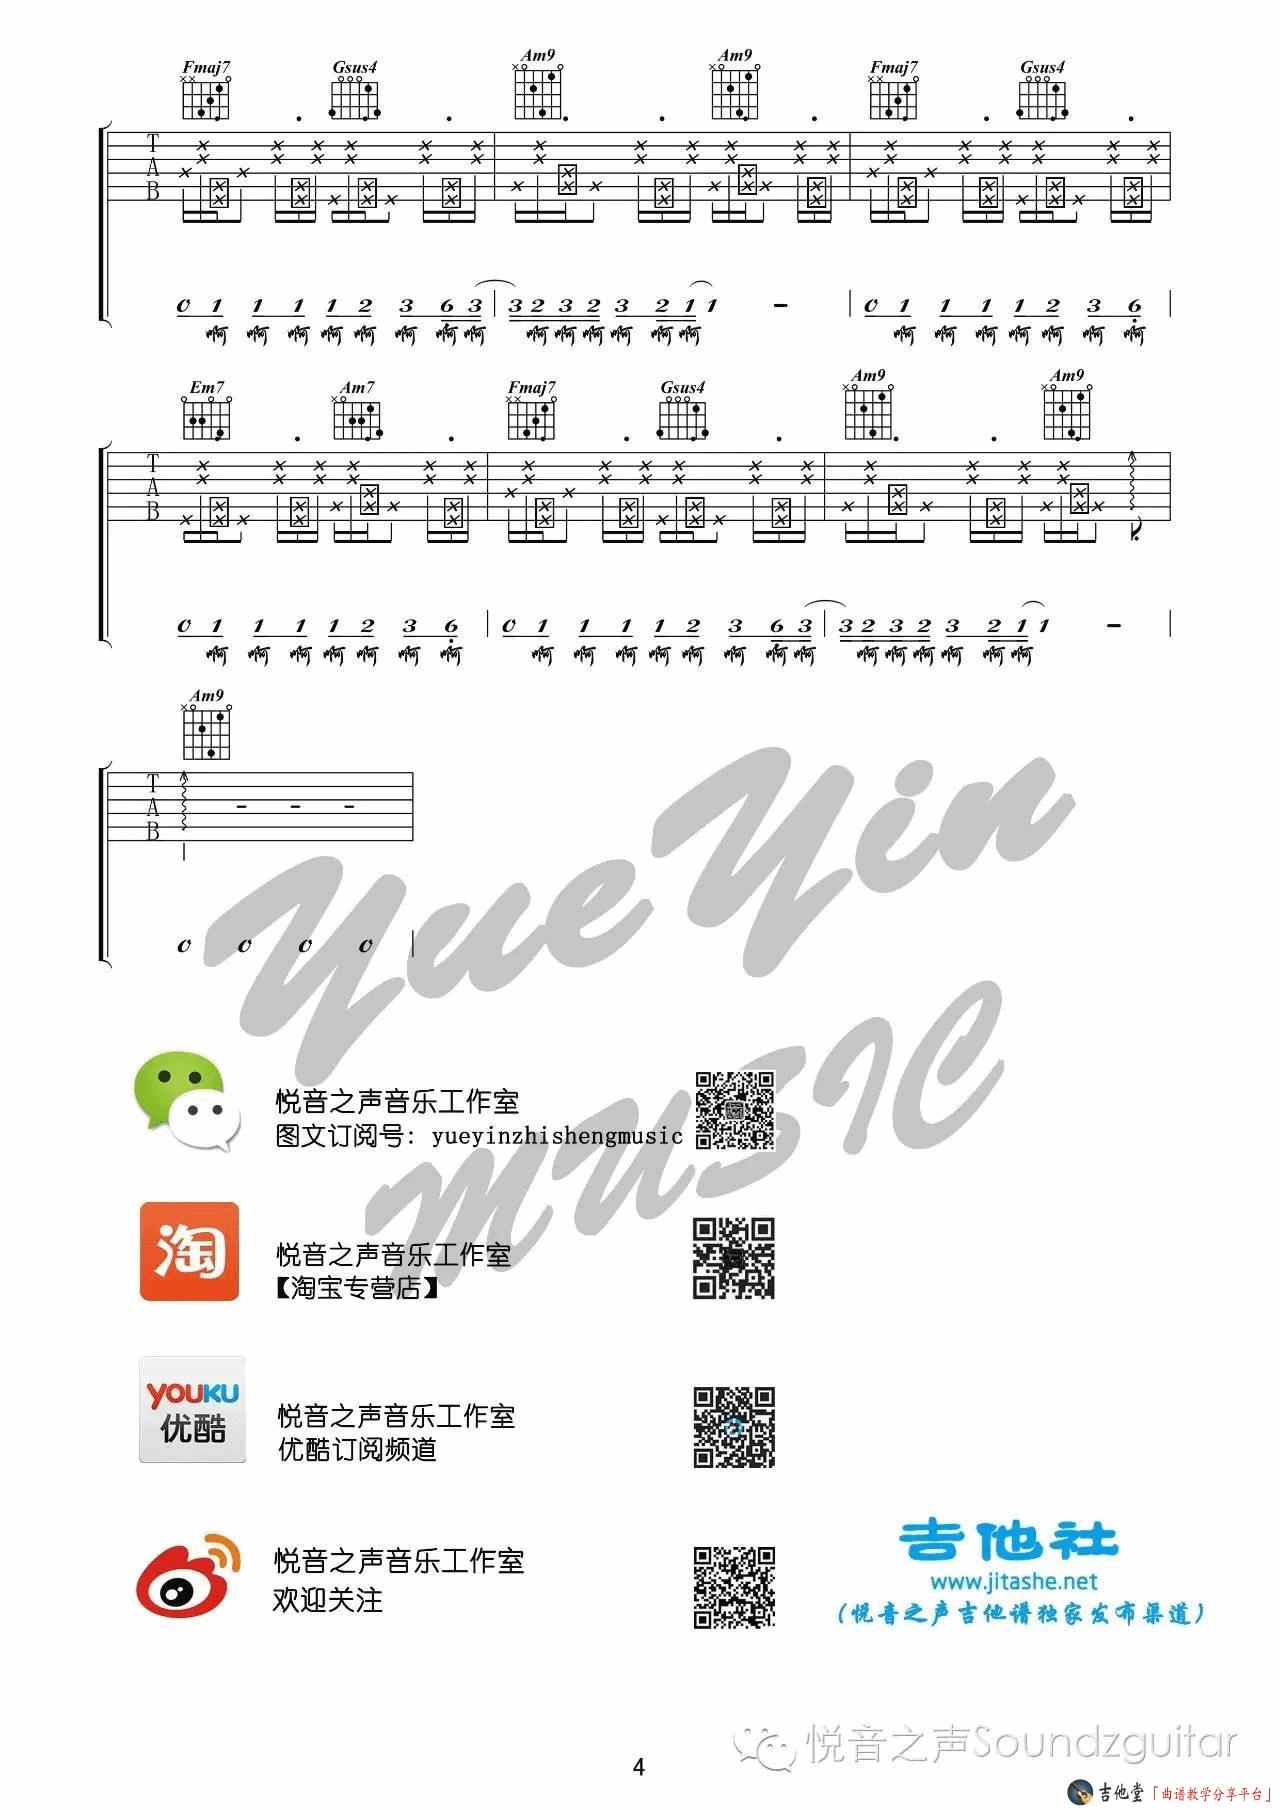 Fmaj7 Gsus4 Am9 Am9 Fmaj7 Gsus4
T
A
B
0 1 1 1 1 2 3 6 3 3 2 3 2 3 2 1 1 - 0 1 1 1 1 2 3 6
啊 啊 啊 啊 啊 啊 啊 啊 啊 啊 啊 啊 啊 啊 啊 啊 啊 啊 啊 啊
Em7 Am7 Fmaj7 Gsus4 Am9 Am9
T
A
B
0 1 1 1 1 2 3 6 0 1 1 1 1 2 3 6 3 3 2 3 2 3 2 1 1 -
啊 啊 啊 啊 啊 啊 啊 啊 啊 啊 啊 啊 啊 啊 啊 啊 啊 啊 啊 啊
Am9
T
A
B
- - -
0 0 0 0
YueYin
MUSIC
悦音之声音乐工作室
图文订阅号：yueyinzhishengmusic
淘
悦音之声音乐工作室
【淘宝专营店】
YOUKU
优酷
悦音之声音乐工作室
优酷订阅频道
悦音之声音乐工作室
欢迎关注
吉他社
www.jitashe.net
（悦音之声吉他谱独家发布渠道）
悦音之声Soundzguitar
4
吉他堂「曲谱教学分享平台」